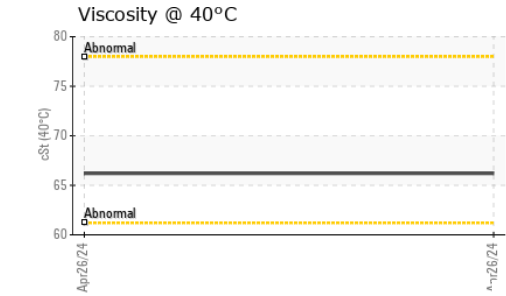 Viscosity @ 40°C
80
Abnormal
75
cSt (40°C)
70
65
Abnormal
60
Apr26/24